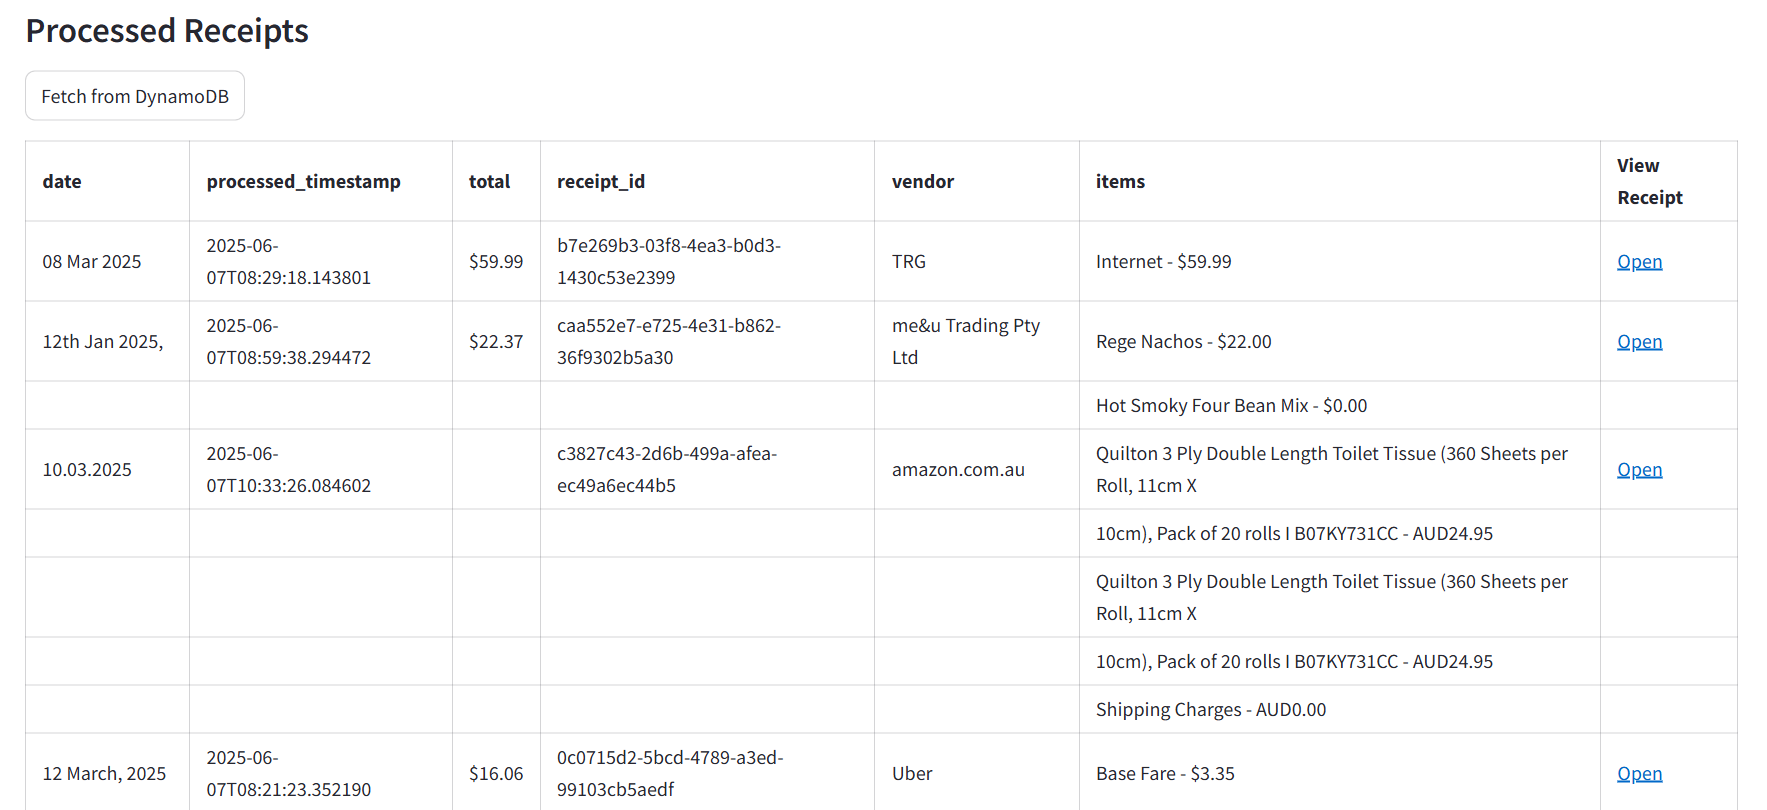 Processed Receipts
Fetch from DynamoDB
date processed_timestamp total receipt_id vendor items View
Receipt
08 Mar 2025 2025-06-
07T08:29:18.143801 $59.99 b7e269b3-03f8-4ea3-b0d3-
1430c53e2399 TRG Internet - $59.99 Open
12th Jan 2025, 2025-06-
07T08:59:38.294472 $22.37 caa552e7-e725-4e31-b862-
36f9302b5a30 me&u Trading Pty
Ltd Rege Nachos - $22.00 Open
Hot Smoky Four Bean Mix - $0.00
10.03.2025 2025-06-
07T10:33:26.084602 c3827c43-2d6b-499a-afea-
ec49a6ec44b5 amazon.com.au Quilton 3 Ply Double Length Toilet Tissue (360 Sheets per
Roll, 11cm X Open
10cm), Pack of 20 rolls I B07KY731CC - AUD24.95
Quilton 3 Ply Double Length Toilet Tissue (360 Sheets per
Roll, 11cm X
10cm), Pack of 20 rolls I B07KY731CC - AUD24.95
Shipping Charges - AUD0.00
12 March, 2025 2025-06-
07T08:21:23.352190 $16.06 0c0715d2-5bcd-4789-a3ed-
99103cb5aedf Uber Base Fare - $3.35 Open